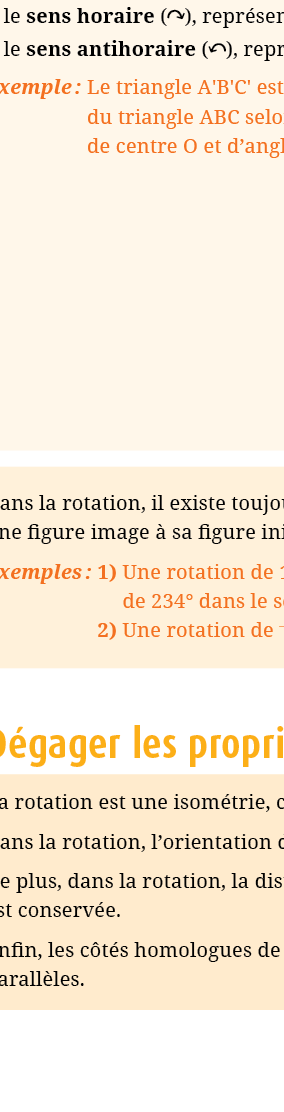 le sens horaire (↷), représen
le sens antihoraire (↶), repr
xemple : Le triangle A'B'C' est
du triangle ABC selo
de centre O et d’angl
ans la rotation, il existe toujou
ne figure image à sa figure ini
xemples : 1) Une rotation de 1
de 234° dans le s
2) Une rotation de –
Dégager les propri
a rotation est une isométrie, c
ans la rotation, l’orientation d
e plus, dans la rotation, la dis
st conservée.
nfin, les côtés homologues de
arallèles.